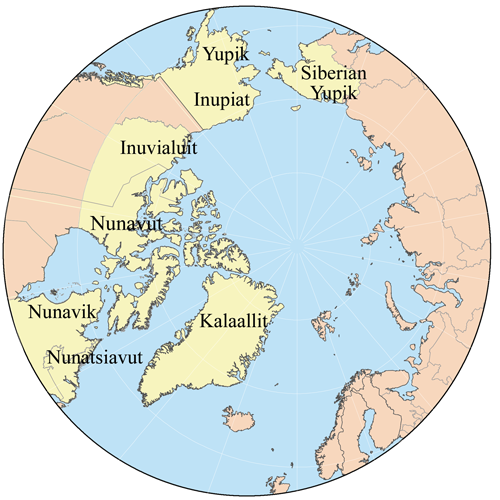 Yupik
Siberian
Yupik
Inupiat
Inuvialuit
Nunavut
Nunavik
Kalaallit
Nunatsiavut